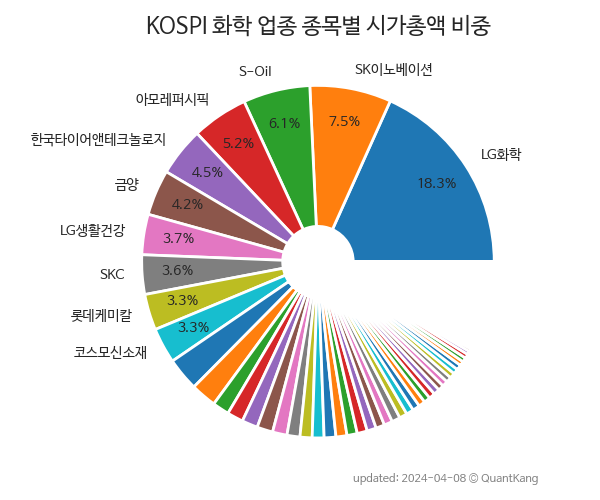 KOSPI 화학 업종 종목별 시가총액 비중
S-Oil
SK이노베이션
아모레퍼시픽
한국타이어앤테크놀로지
금양
LG생활건강
SKC
롯데케미칼
코스모신소재
LG화학
18.3%
7.5%
6.1%
5.2%
4.5%
4.2%
3.7%
3.6%
3.3%
3.3%
updated: 2024-04-08 © QuantKang